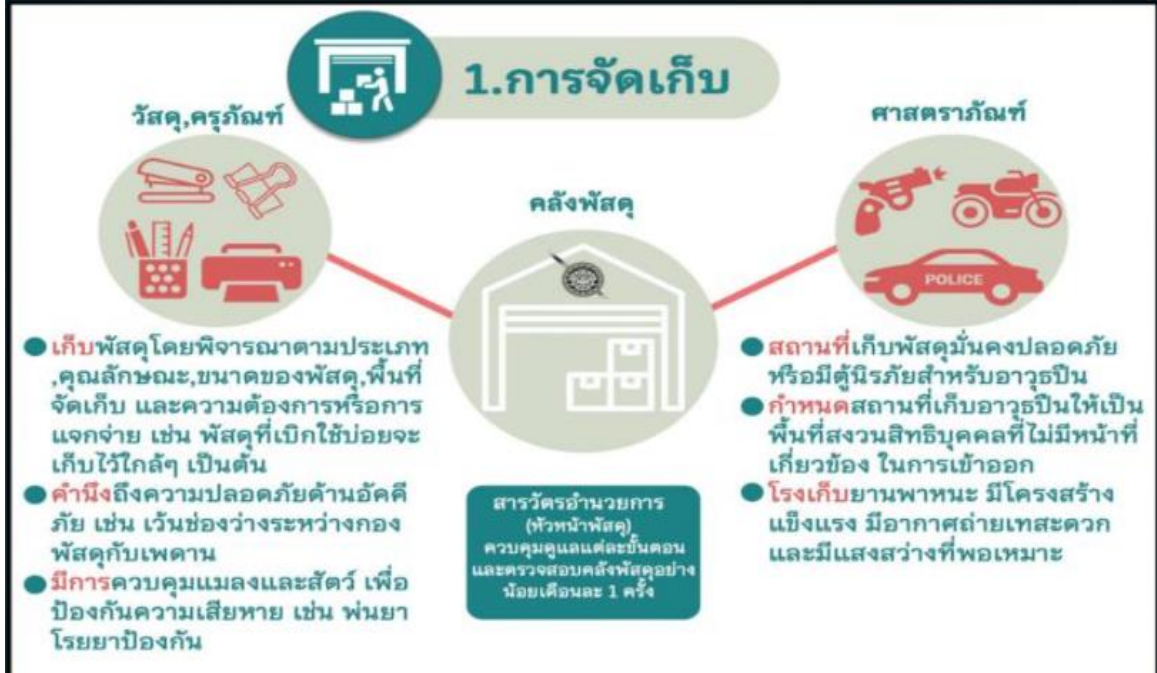 1.การจัดเก็บ
วัสดุ,ครุภัณฑ์
เก็บพัสดุโดยพิจารณาตามประเภท
,คุณลักษณะ,ขนาดของพัสดุ,พื้นที่
จัดเก็บ และความต้องการหรือการ
แจกจ่าย เช่น พัสดุที่เบิกใช้บ่อยจะ
เก็บไว้ใกล้ๆ เป็นต้น
คำนึงถึงความปลอดภัยด้านอัคคี
ภัย เช่น เว้นช่องว่างระหว่างกอง
พัสดุกับเพดาน
มีการควบคุมแมลงและสัตว์ เพื่อ
ป้องกันความเสียหาย เช่น พ่นยา
โรยยาป้องกัน
คลังพัสดุ
สารวัตรอำนวยการ
(หัวหน้าพัสดุ)
ควบคุมดูแลแต่ละขั้นตอน
และตรวจสอบคลังพัสดุอย่าง
น้อยเดือนละ 1 ครั้ง
ศาสตราภัณฑ์
POLICE
สถานที่เก็บพัสดุมั่นคงปลอดภัย
หรือมีตู้นิรภัยสำหรับอาวุธปืน
กำหนดสถานที่เก็บอาวุธปืนให้เป็น
พื้นที่สงวนสิทธิบุคคลที่ไม่มีหน้าที่
เกี่ยวข้อง ในการเข้าออก
โรงเก็บยานพาหนะ มีโครงสร้าง
แข็งแรง มีอากาศถ่ายเทสะดวก
และมีแสงสว่างที่พอเหมาะ